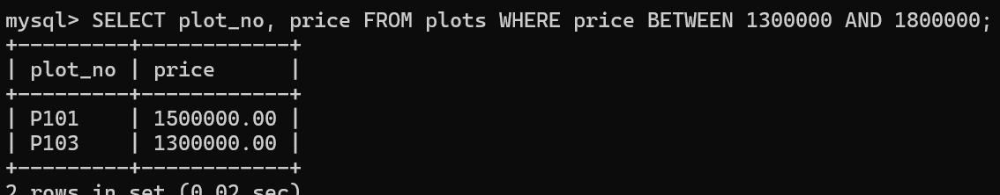 mysql> SELECT plot_no, price FROM plots WHERE price BETWEEN 1300000 AND 1800000;
+---------+------------+
| plot_no | price      |
+---------+------------+
| P101    | 1500000.00 |
| P103    | 1300000.00 |
+---------+------------+
2 rows in set (0.02 sec)